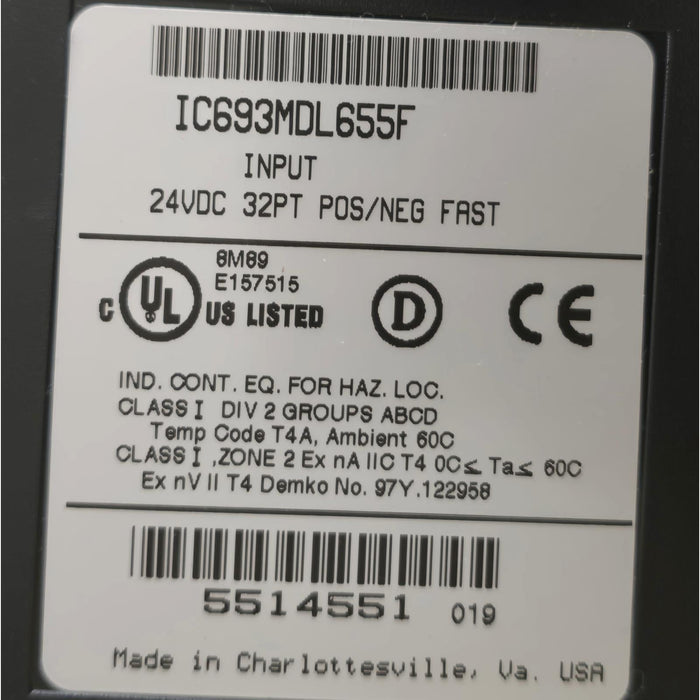 IC693MDL655F
INPUT
24VDC 32PT POS/NEG FAST
8M89
E157515
C UL US LISTED
D
CE
IND. CONT. EQ. FOR HAZ. LOC.
CLASS I DIV 2 GROUPS ABCD
Temp Code T4A, Ambient 60C
CLASS I ,ZONE 2 Ex nA IIC T4 0C≤ Ta≤ 60C
Ex nV II T4 Demko No. 97Y.122958
5514551 019
Made in Charlottesville, Va. USA